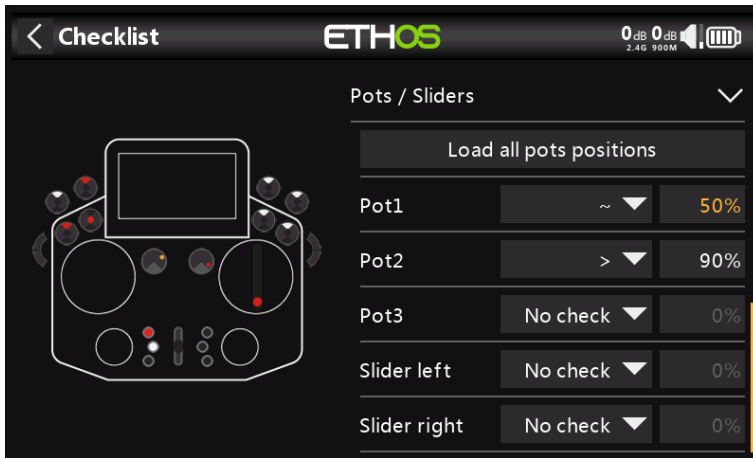 Checklist
ETHOS
0dB 0dB
2.4G 900M
Pots / Sliders
Load all pots positions
Pot1 ~ 50%
Pot2 > 90%
Pot3 No check 0%
Slider left No check 0%
Slider right No check 0%